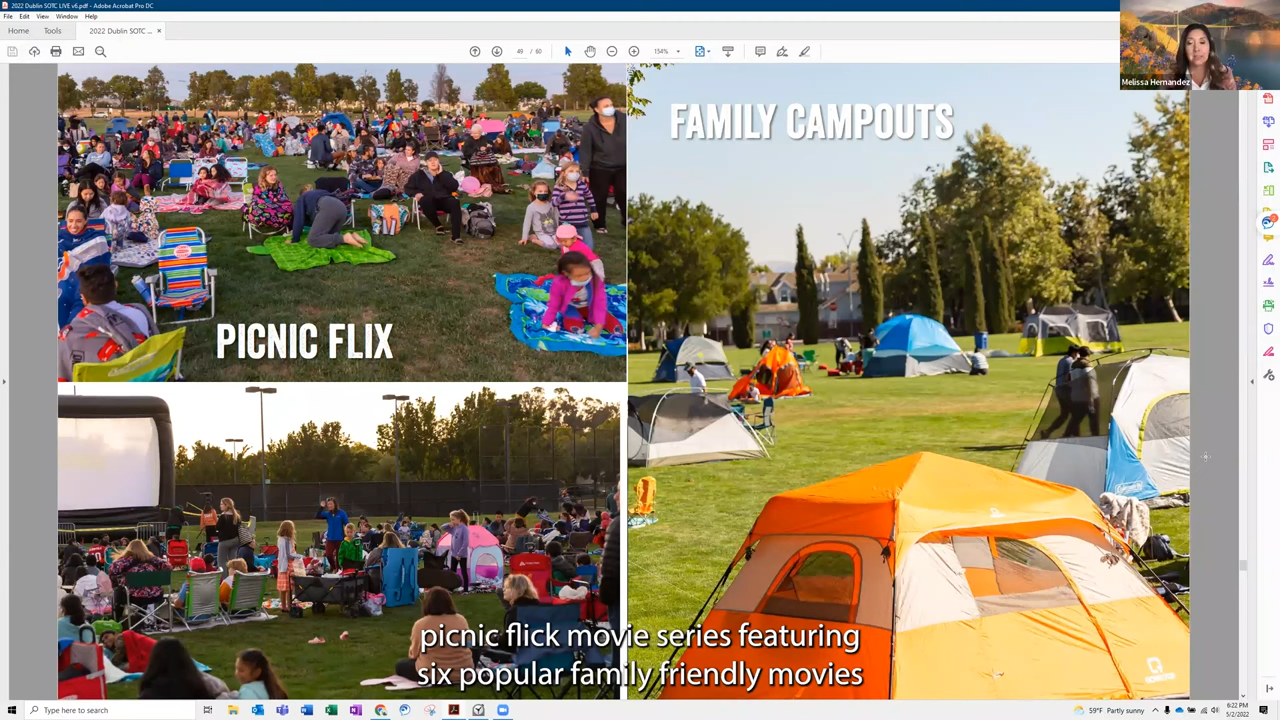 2022 Dublin SOTC LIVE v6.pdf - Adobe Acrobat Pro DC
File Edit View Window Help
Home Tools 2022 Dublin SOTC ... ×
49 / 60 154%
Melissa Hernandez
PICNIC FLIX
FAMILY CAMPOUTS
picnic flick movie series featuring
six popular family friendly movies
Type here to search
59°F Partly sunny
6:22 PM
5/2/2022